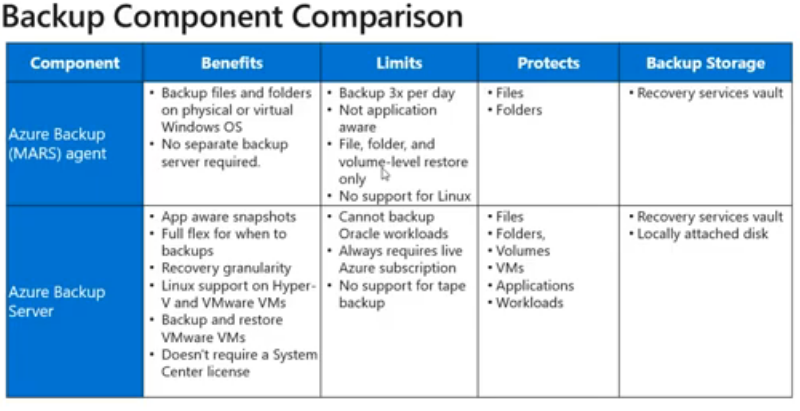 Backup Component Comparison
Component Benefits Limits Protects Backup Storage
Azure Backup
(MARS) agent
• Backup files and folders
on physical or virtual
Windows OS
• No separate backup
server required.
• Backup 3x per day
• Not application
aware
• File, folder, and
volume-level restore
only
• No support for Linux
• Files
• Folders
• Recovery services vault
Azure Backup
Server
• App aware snapshots
• Full flex for when to
backups
• Recovery granularity
• Linux support on Hyper-
V and VMware VMs
• Backup and restore
VMware VMs
• Doesn't require a System
Center license
• Cannot backup
Oracle workloads
• Always requires live
Azure subscription
• No support for tape
backup
• Files
• Folders,
• Volumes
• VMs
• Applications
• Workloads
• Recovery services vault
• Locally attached disk